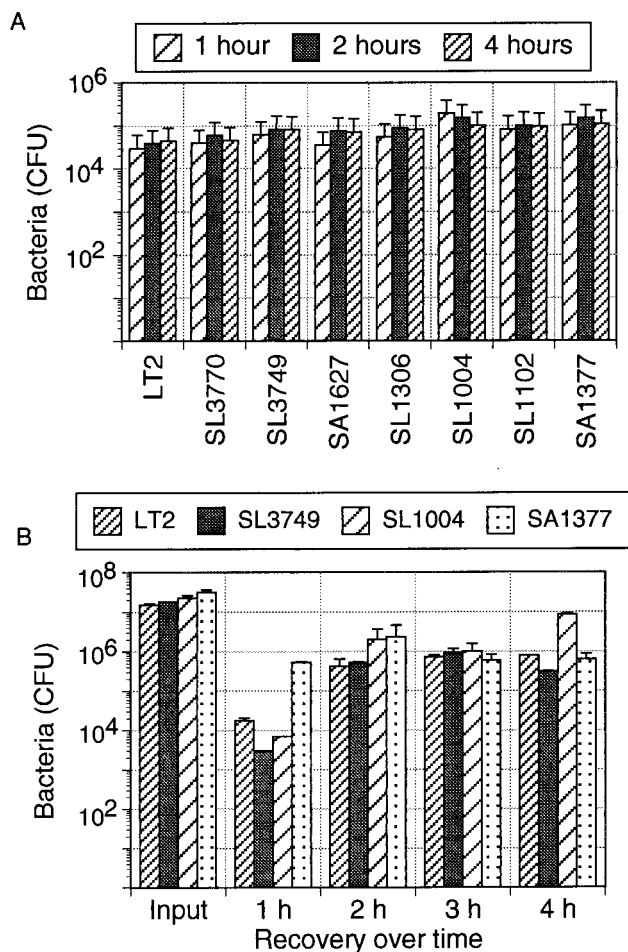 A
1 hour 2 hours 4 hours
Bacteria (CFU)
10^6
10^4
10^2
LT2
SL3770
SL3749
SA1627
SL1306
SL1004
SL1102
SA1377
B
LT2 SL3749 SL1004 SA1377
Bacteria (CFU)
10^8
10^6
10^4
10^2
Input 1 h 2 h 3 h 4 h
Recovery over time